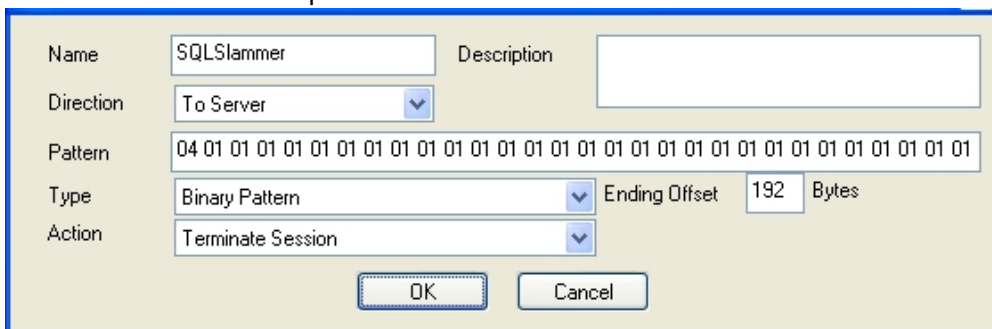 Name SQLSlammer Description
Direction To Server
Pattern 04 01 01 01 01 01 01 01 01 01 01 01 01 01 01 01 01 01 01 01 01 01 01 01 01 01 01 01 01 01
Type Binary Pattern Ending Offset 192 Bytes
Action Terminate Session
OK Cancel